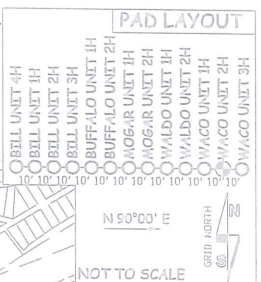 PAD LAYOUT
BILL UNIT 4H
BILL UNIT 1H
BILL UNIT 2H
BILL UNIT 3H
BUFFALO UNIT 1H
BUFFALO UNIT 2H
MOGAR UNIT 1H
MOGAR UNIT 2H
WALDO UNIT 1H
WALDO UNIT 2H
WACO UNIT 1H
WACO UNIT 2H
WACO UNIT 3H
10' 10' 10' 10' 10' 10' 10' 10' 10' 10' 10' 10'
N 90°00' E
GRID NORTH
N
S
NOT TO SCALE